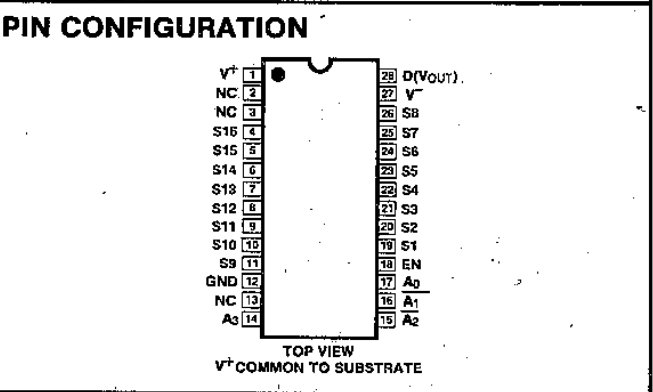 PIN CONFIGURATION
V+ 1 28 D(VOUT)
NC 2 27 V−
NC 3 26 S8
S16 4 25 S7
S15 5 24 S6
S14 6 23 S5
S13 7 22 S4
S12 8 21 S3
S11 9 20 S2
S10 10 19 S1
S9 11 18 EN
GND 12 17 A0
NC 13 16 A1
A3 14 15 A2
TOP VIEW
V+ COMMON TO SUBSTRATE